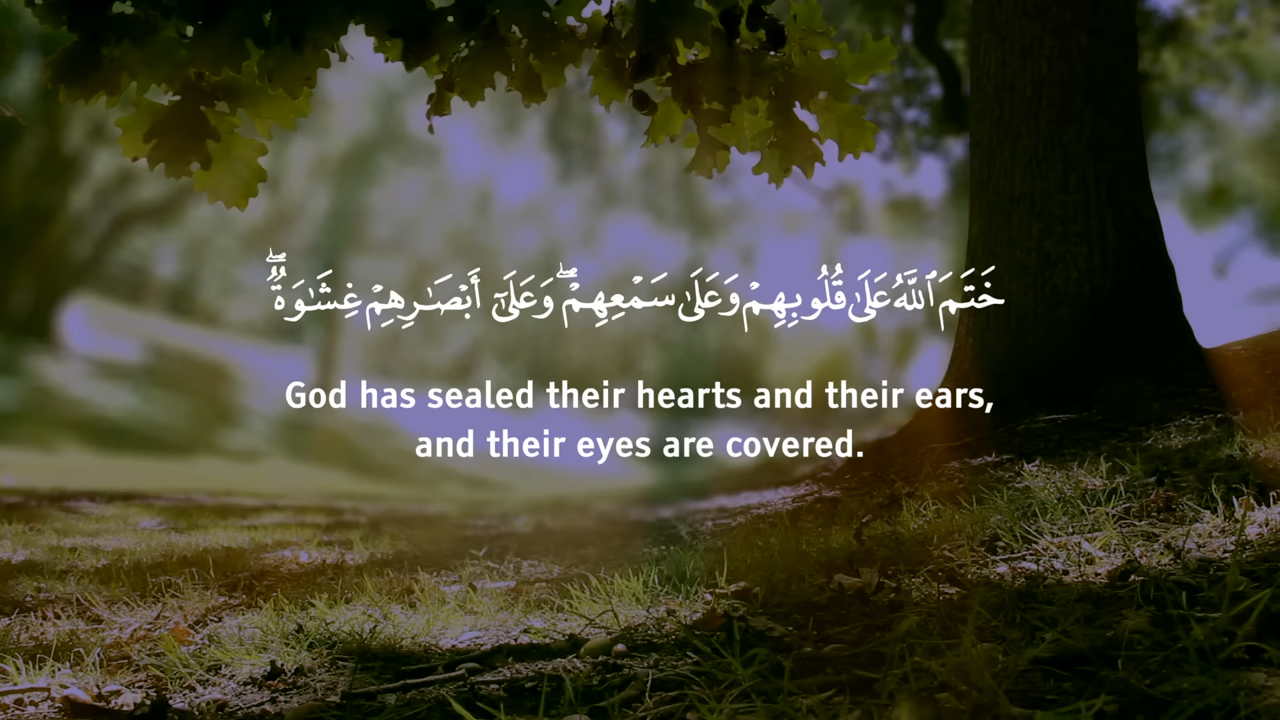 خَتَمَ ٱللَّهُ عَلَىٰ قُلُوبِهِمْ وَعَلَىٰ سَمْعِهِمْ ۖ وَعَلَىٰٓ أَبْصَـٰرِهِمْ غِشَـٰوَةٌ ۖ
God has sealed their hearts and their ears,
and their eyes are covered.